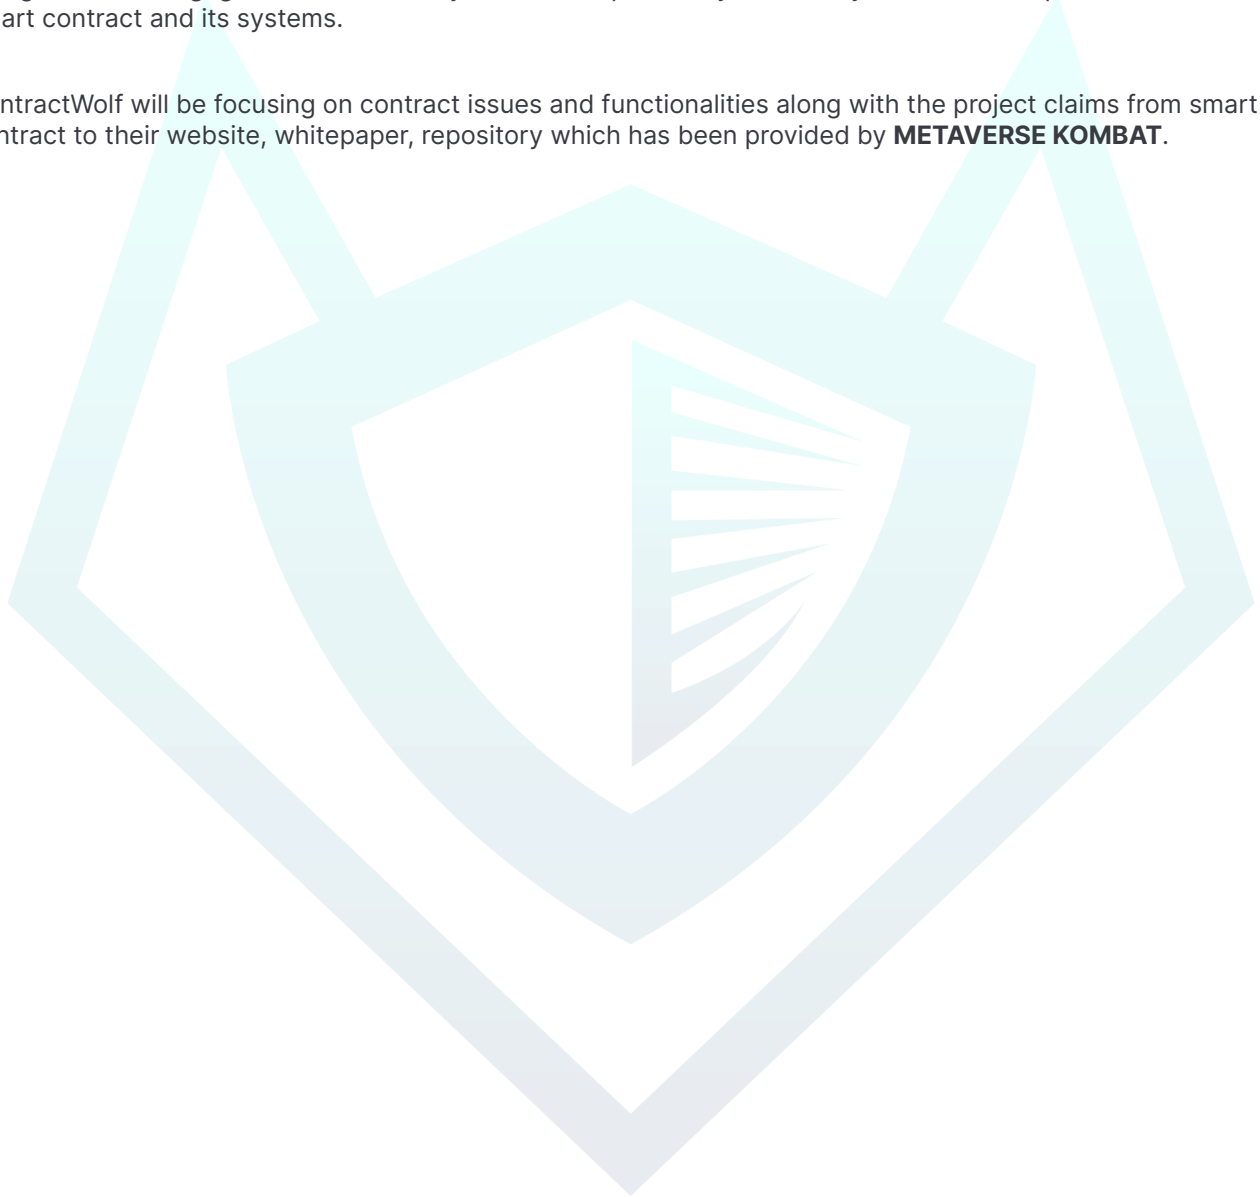 art contract and its systems.
ntractWolf will be focusing on contract issues and functionalities along with the project claims from smart
ntract to their website, whitepaper, repository which has been provided by METAVERSE KOMBAT.